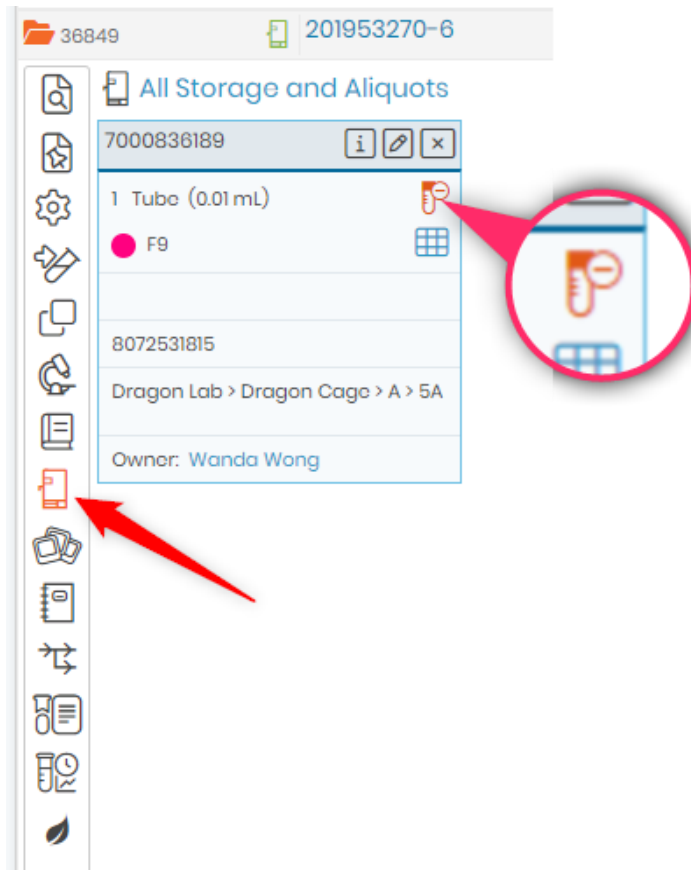 36849
201953270-6
All Storage and Aliquots
7000836189
i
1 Tube (0.01 mL)
F9
8072531815
Dragon Lab > Dragon Cage > A > 5A
Owner: Wanda Wong